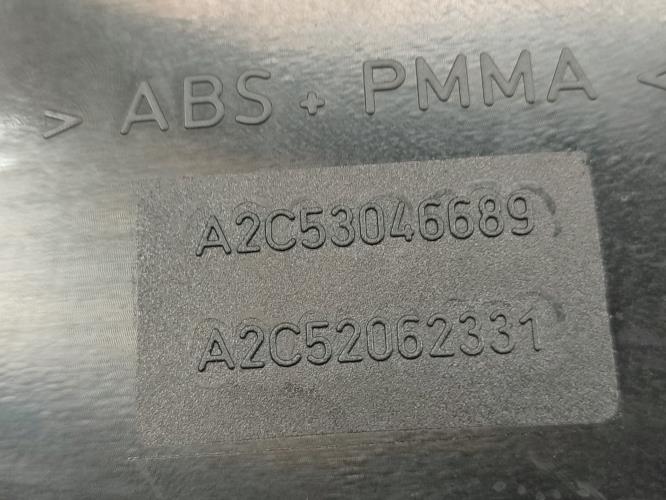 > ABS + PMMA <
A2C53046689
A2C52062331